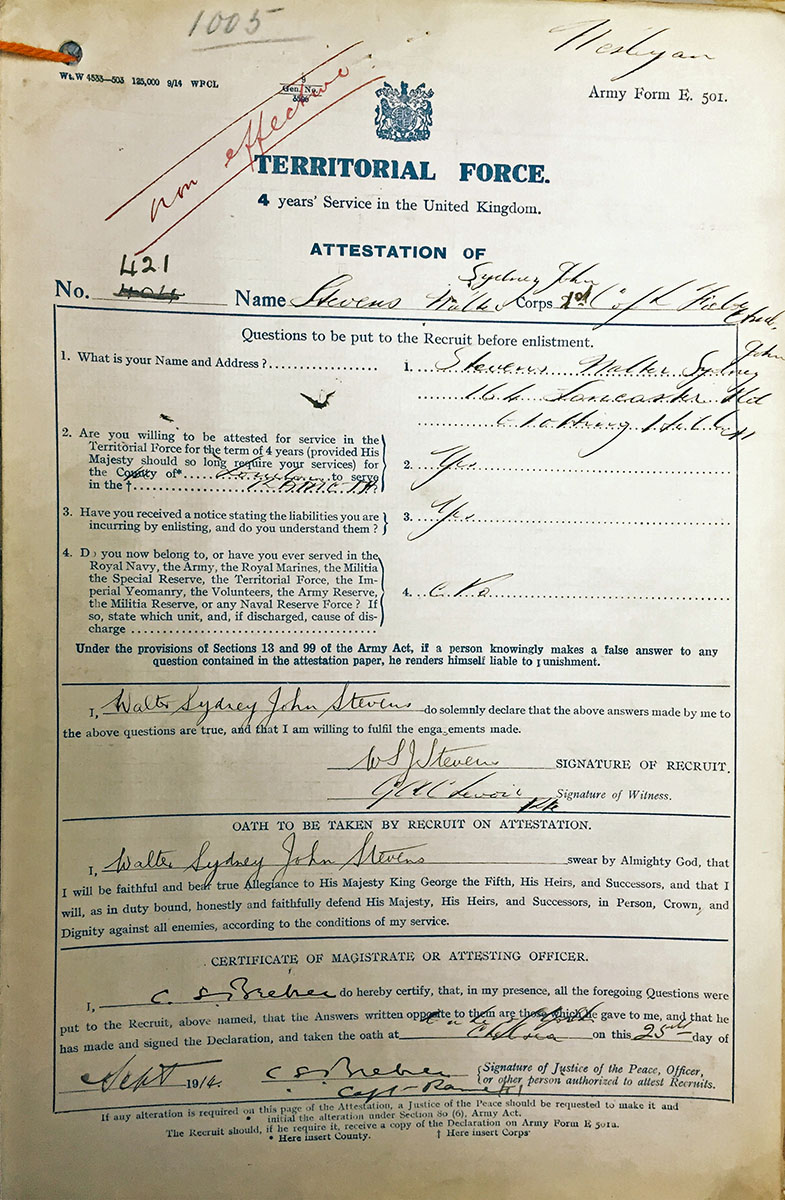 1005
Wesleyan
Wt. W 4533—503 125,000 9/14 WPCL
Gen. No.
Army Form E. 501.
non effective
TERRITORIAL FORCE.
4 years' Service in the United Kingdom.
ATTESTATION OF
421
Sydney John
No. 404 Name Stevens Walter Corps 1st C of L Field
Questions to be put to the Recruit before enlistment.
1. What is your Name and Address ?
1. Stevens Walter Sydney John
164 Lancaster Rd
Notting Hill W
2. Are you willing to be attested for service in the
Territorial Force for the term of 4 years (provided His
Majesty should so long require your services) for
the County of* London to serve
in the † R.A.M.C. T.F.
2. Yes
3. Have you received a notice stating the liabilities you are
incurring by enlisting, and do you understand them ?
3. Yes
4. Do you now belong to, or have you ever served in the
Royal Navy, the Army, the Royal Marines, the Militia
the Special Reserve, the Territorial Force, the Im-
perial Yeomanry, the Volunteers, the Army Reserve,
the Militia Reserve, or any Naval Reserve Force ? If
so, state which unit, and, if discharged, cause of dis-
charge
4. No
Under the provisions of Sections 13 and 99 of the Army Act, if a person knowingly makes a false answer to any
question contained in the attestation paper, he renders himself liable to punishment.
I, Walter Sydney John Stevens do solemnly declare that the above answers made by me to
the above questions are true, and that I am willing to fulfil the engagements made.
W S J Stevens SIGNATURE OF RECRUIT.
Signature of Witness.
OATH TO BE TAKEN BY RECRUIT ON ATTESTATION.
I, Walter Sydney John Stevens swear by Almighty God, that
I will be faithful and bear true Allegiance to His Majesty King George the Fifth, His Heirs, and Successors, and that I
will, as in duty bound, honestly and faithfully defend His Majesty, His Heirs, and Successors, in Person, Crown, and
Dignity against all enemies, according to the conditions of my service.
CERTIFICATE OF MAGISTRATE OR ATTESTING OFFICER.
I, C. S. Brebner do hereby certify, that, in my presence, all the foregoing Questions were
put to the Recruit, above named, that the Answers written opposite to them are those which he gave to me, and that he
has made and signed the Declaration, and taken the oath at Chelsea on this 25th day of
Sept 1914. C S Brebner
Signature of Justice of the Peace, Officer,
or other person authorized to attest Recruits.
Capt
If any alteration is required on this page of the Attestation, a Justice of the Peace should be requested to make it and
initial the alteration under Section 80 (6), Army Act.
The Recruit should, if he require it, receive a copy of the Declaration on Army Form E 501a.
* Here insert County. † Here insert Corps